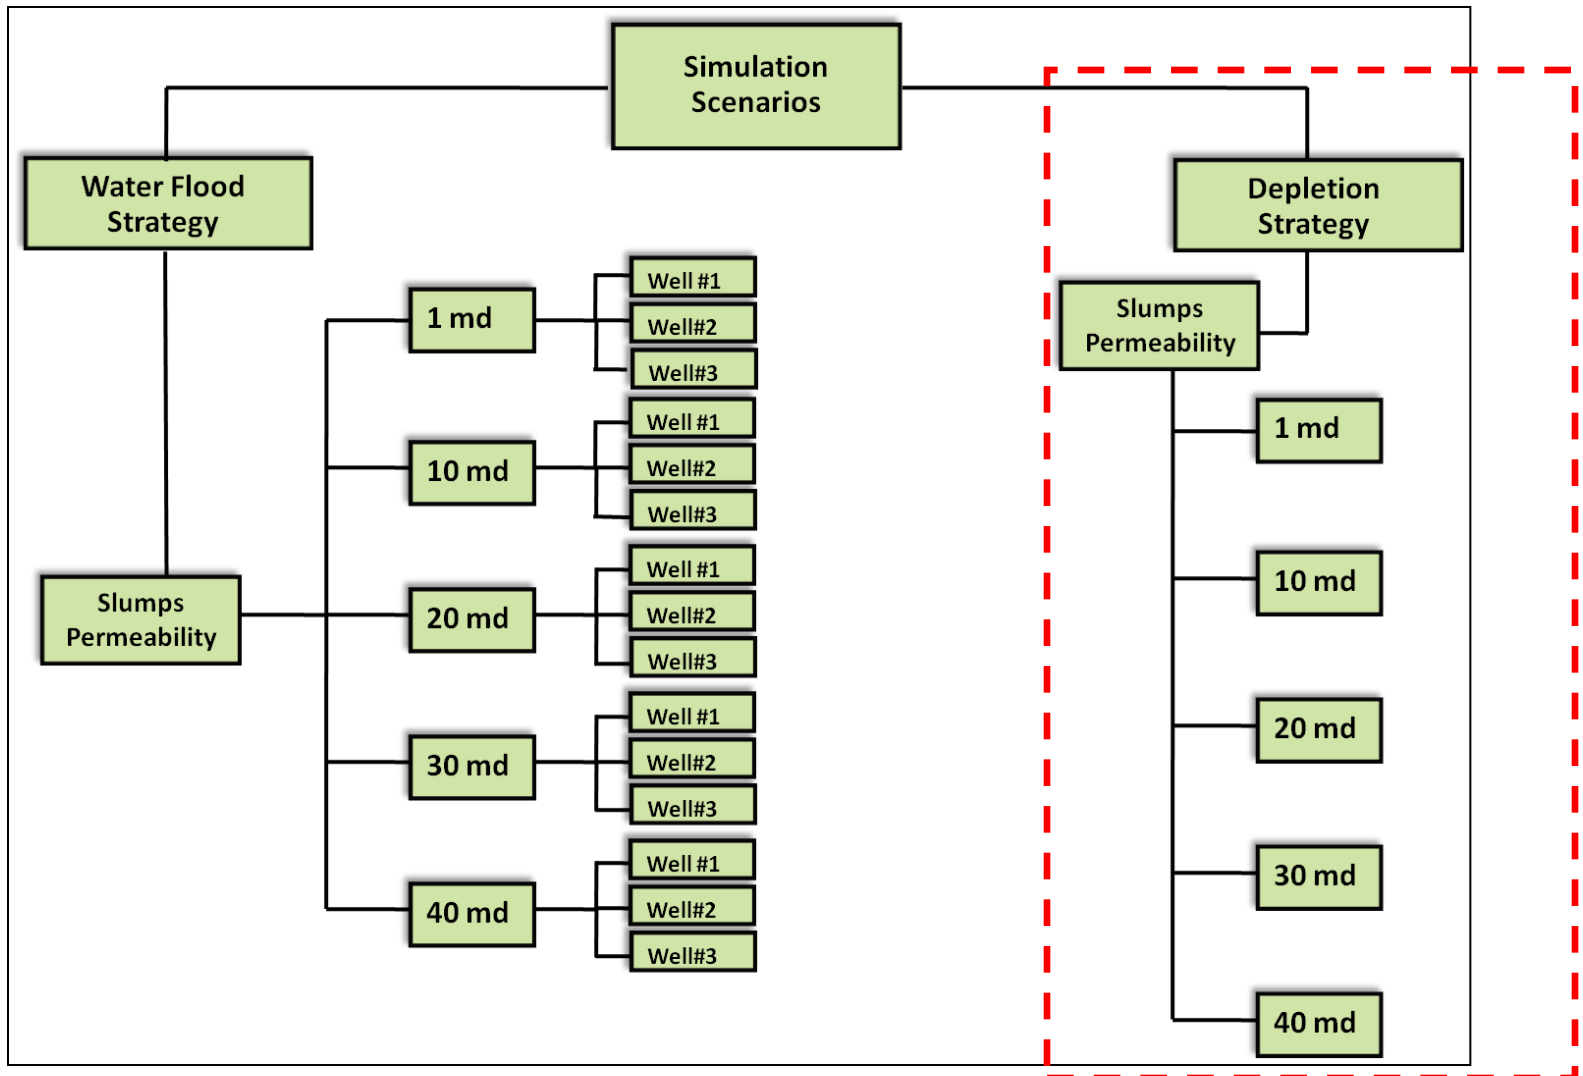 Simulation
Scenarios
Water Flood
Strategy
Depletion
Strategy
Slumps
Permeability
1 md
Well #1
Well#2
Well#3
10 md
Well #1
Well#2
Well#3
20 md
Well #1
Well#2
Well#3
30 md
Well #1
Well#2
Well#3
40 md
Well #1
Well#2
Well#3
Slumps
Permeability
1 md
10 md
20 md
30 md
40 md